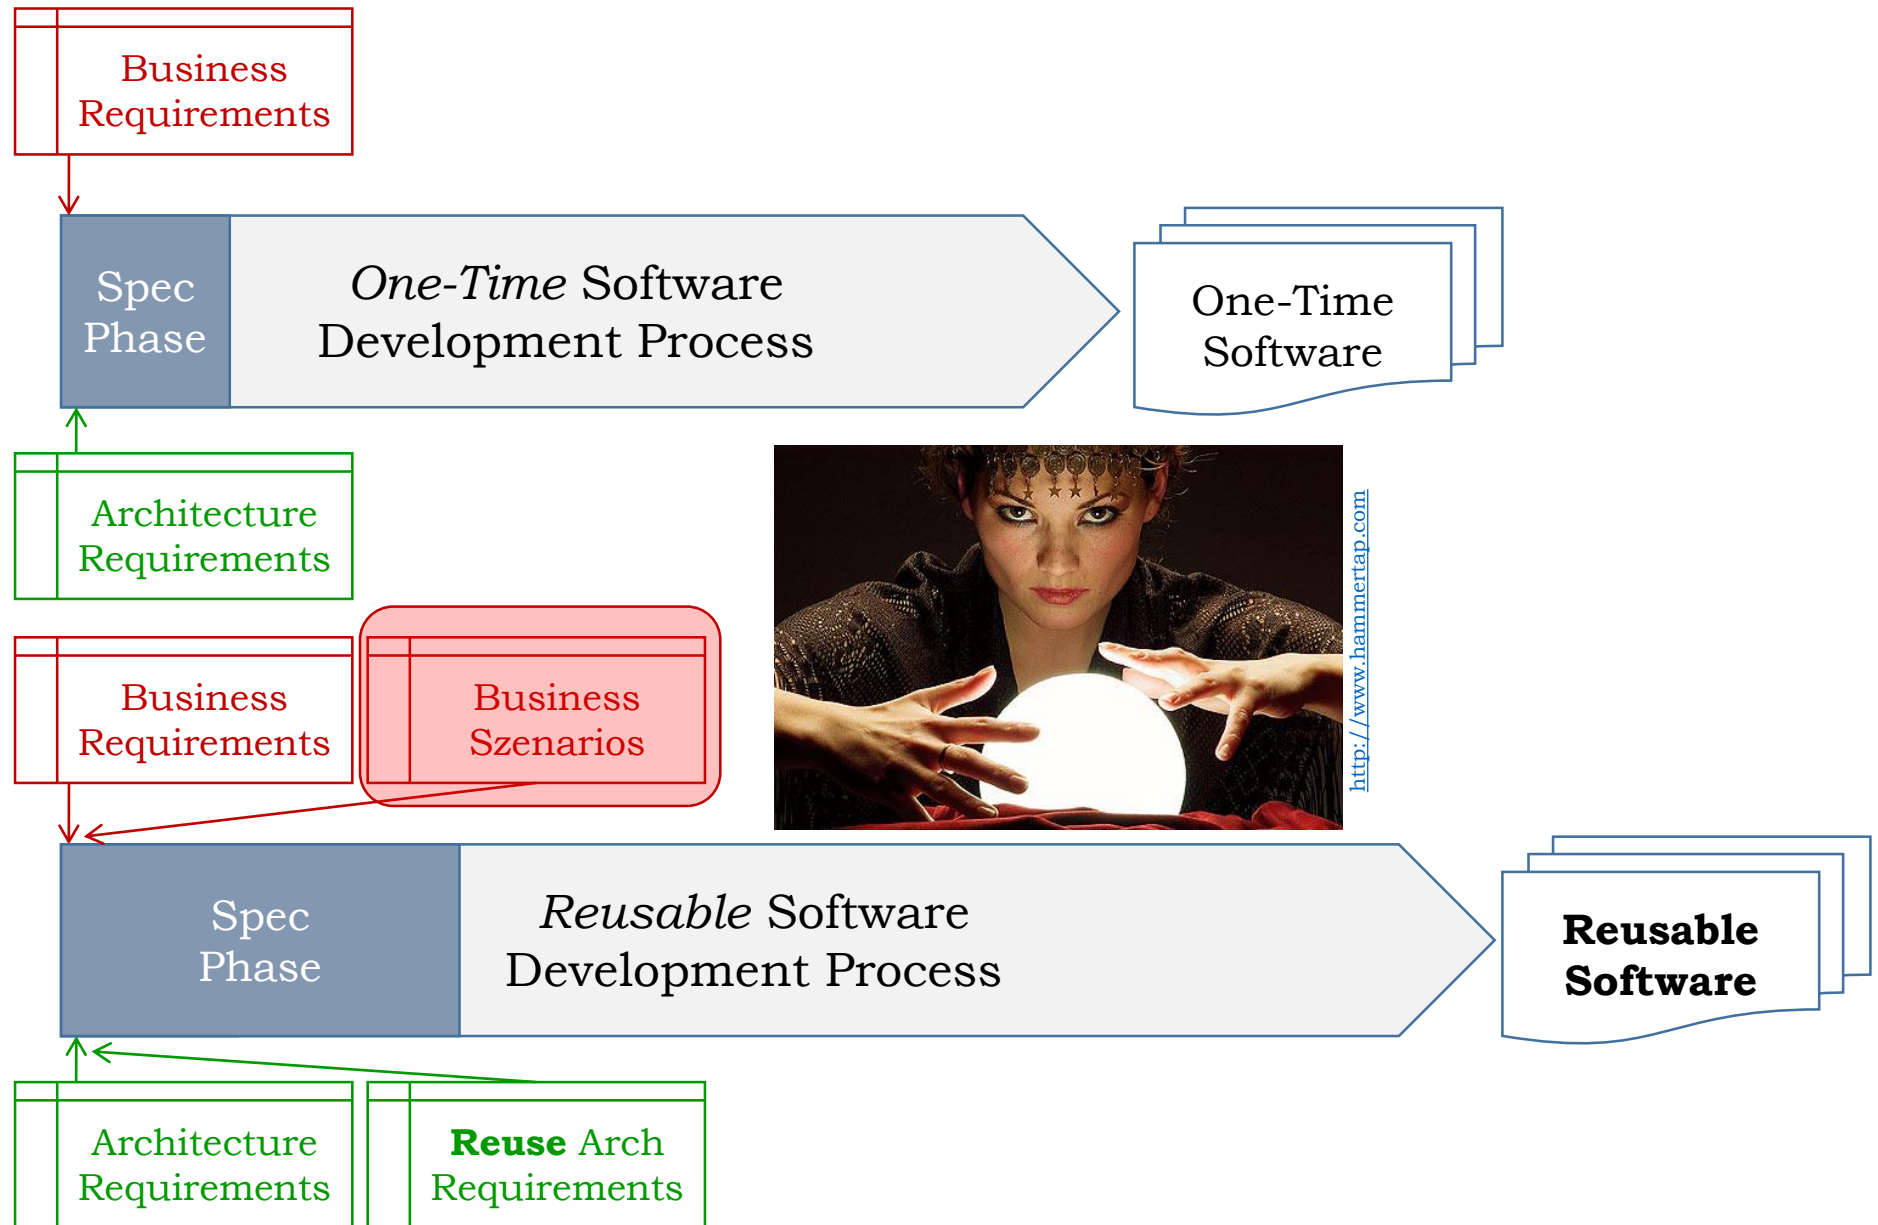 Business
Requirements
Spec
Phase
One-Time Software
Development Process
One-Time
Software
Architecture
Requirements
http://www.hammertap.com
Business
Requirements
Business
Szenarios
Spec
Phase
Reusable Software
Development Process
Reusable
Software
Architecture
Requirements
Reuse Arch
Requirements